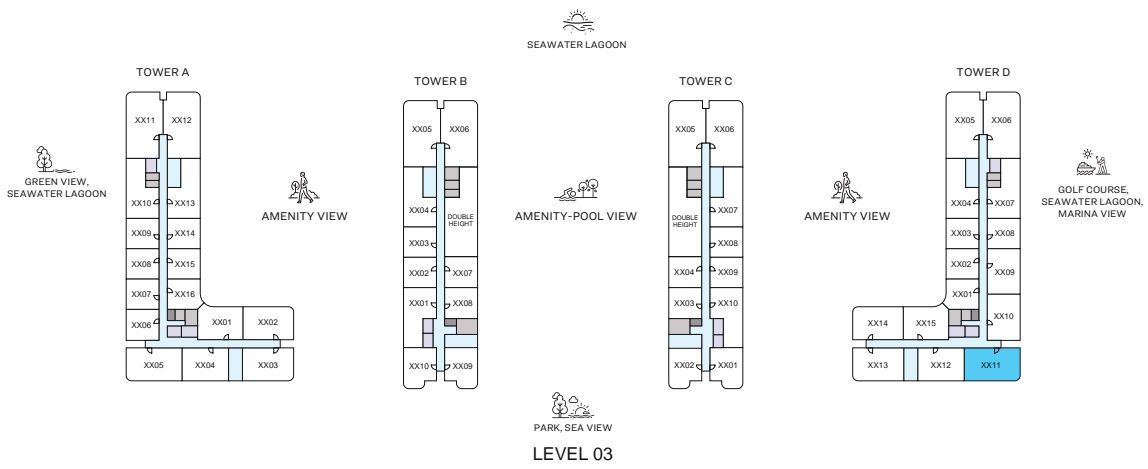 SEAWATER LAGOON
TOWER A
TOWER B
TOWER C
TOWER D
GREEN VIEW,
SEAWATER LAGOON
AMENITY VIEW
AMENITY-POOL VIEW
AMENITY VIEW
GOLF COURSE,
SEAWATER LAGOON,
MARINA VIEW
XX11 XX12
XX10 XX13
XX09 XX14
XX08 XX15
XX07 XX16
XX06 XX01 XX02
XX05 XX04 XX03
XX05 XX06
XX04 DOUBLE
HEIGHT
XX03
XX02 XX07
XX01 XX08
XX10 XX09
XX05 XX06
XX07
DOUBLE
HEIGHT
XX08
XX04 XX09
XX03 XX10
XX02 XX01
XX05 XX06
XX04 XX07
XX03
XX02 XX09
XX01
XX10
XX14 XX15
XX13 XX12 XX11
PARK, SEA VIEW
LEVEL 03